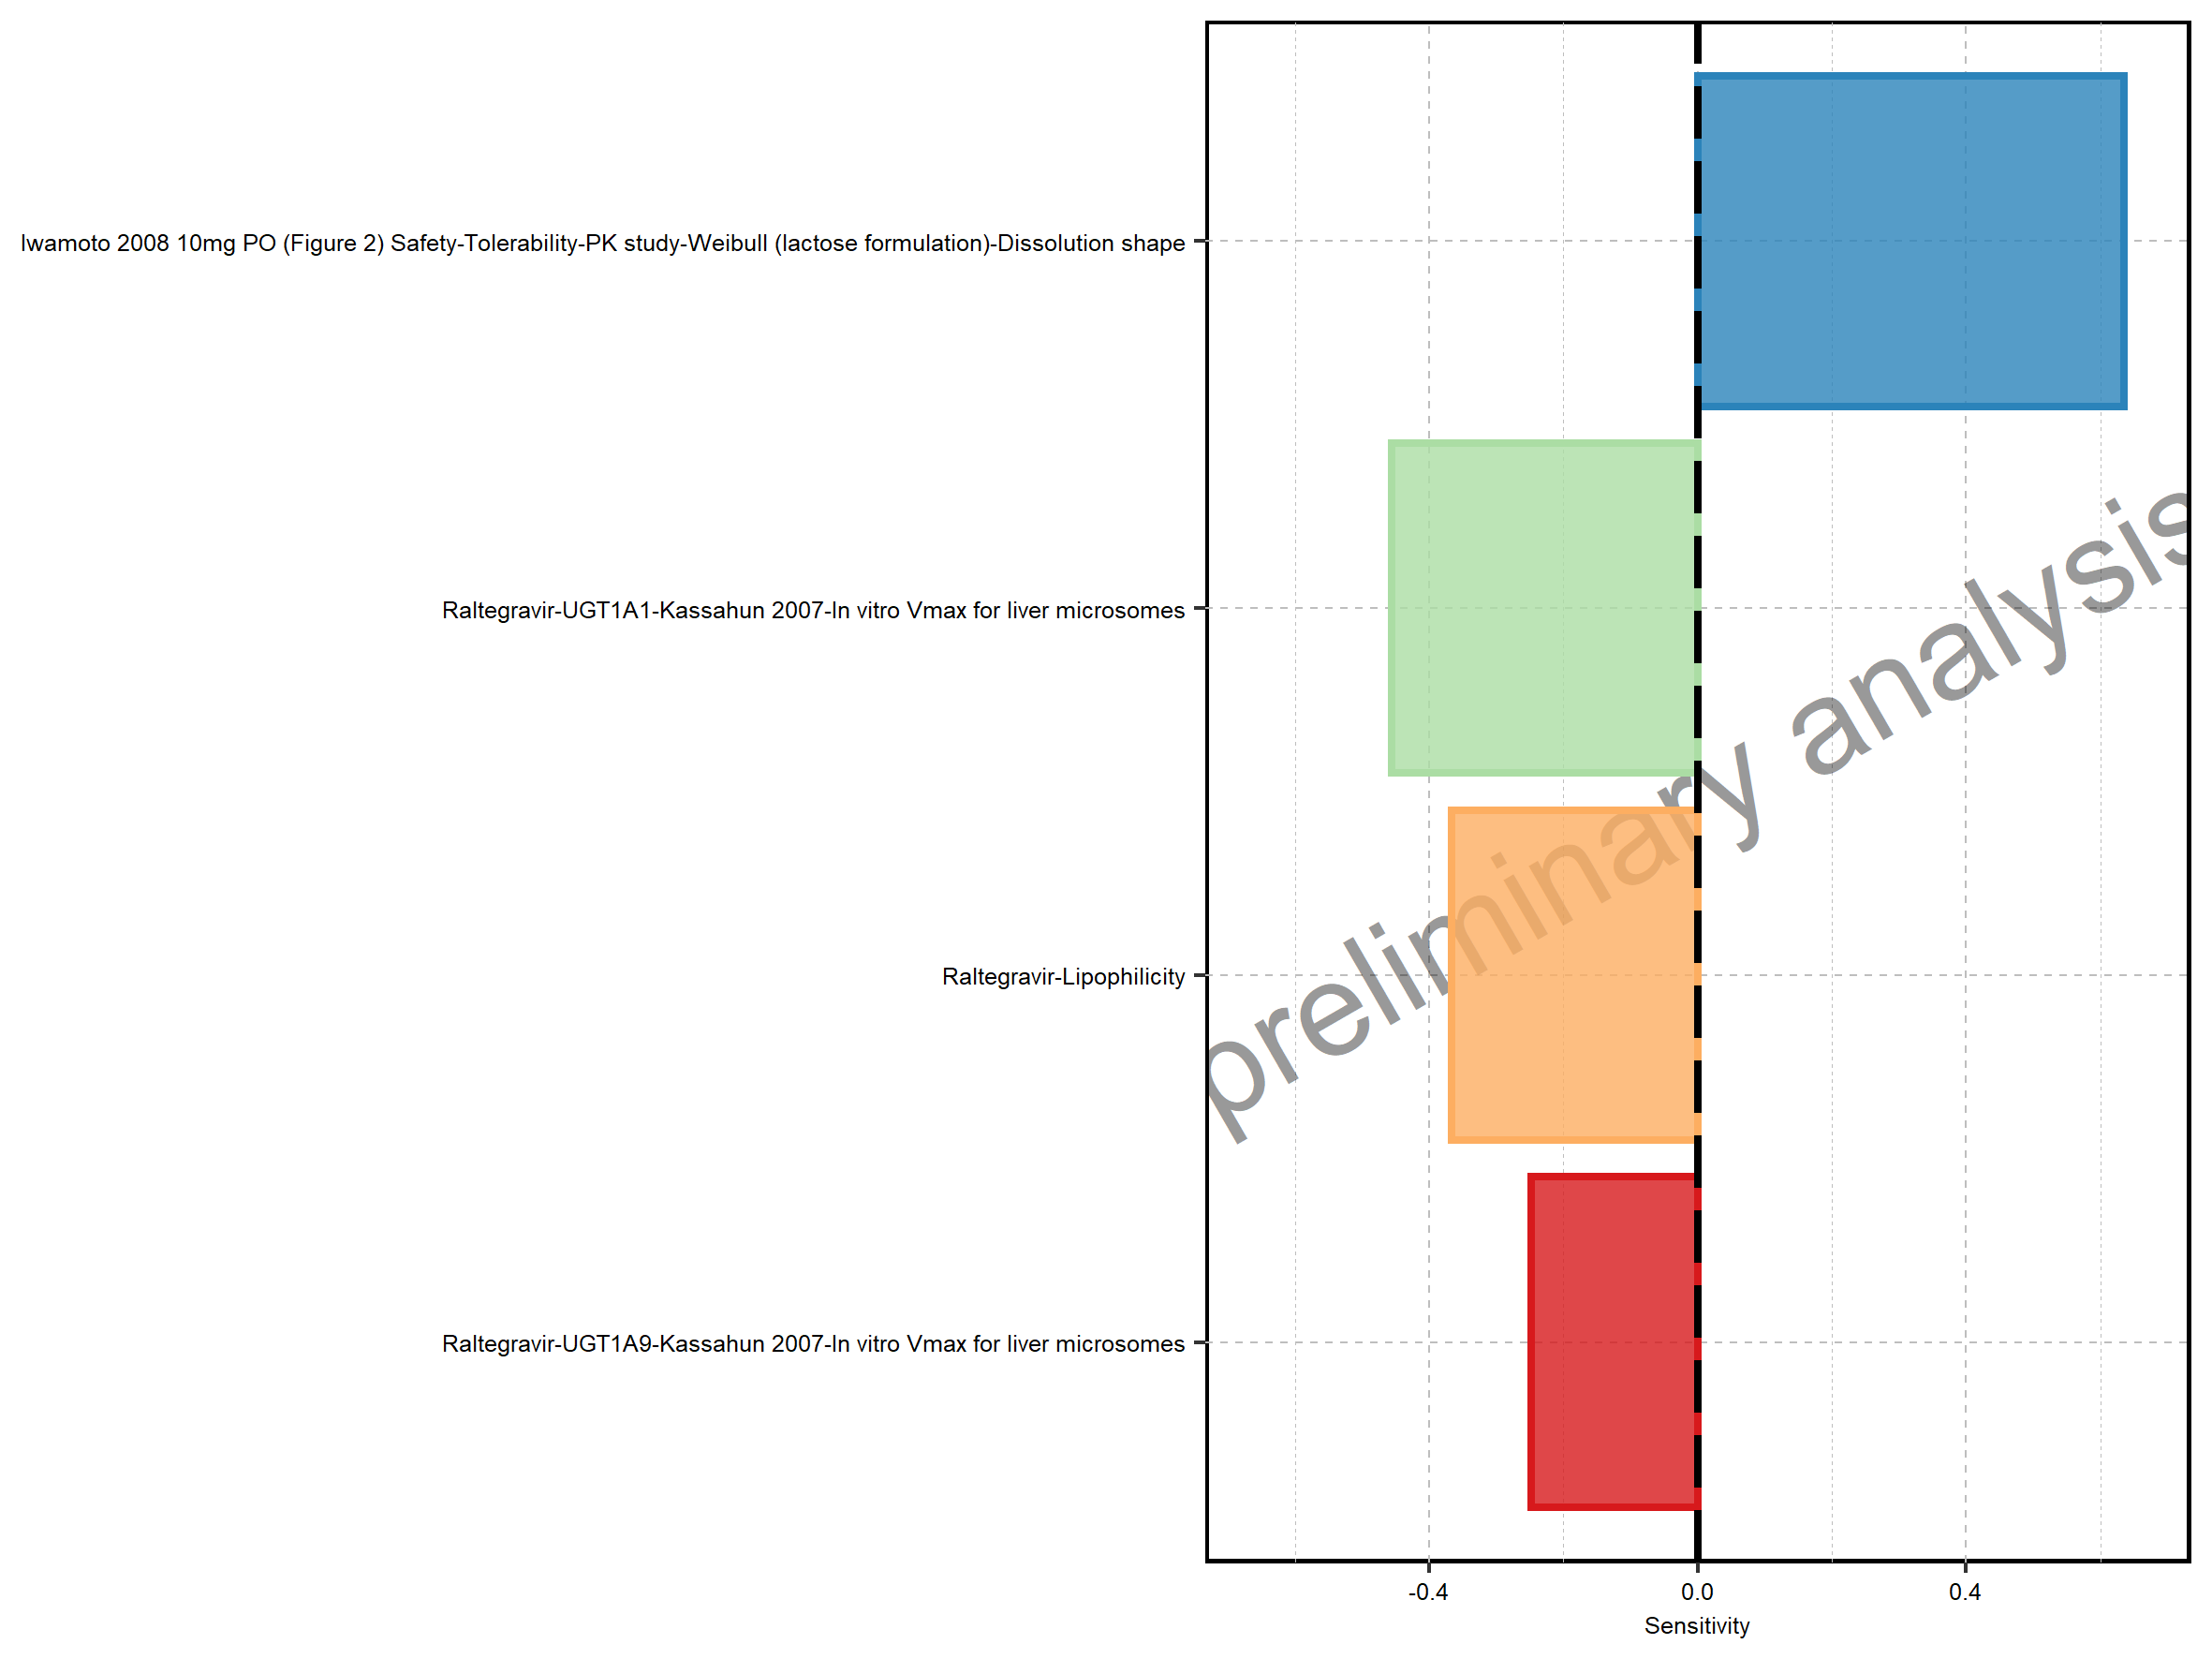 Iwamoto 2008 10mg PO (Figure 2) Safety-Tolerability-PK study-Weibull (lactose formulation)-Dissolution shape
Raltegravir-UGT1A1-Kassahun 2007-In vitro Vmax for liver microsomes
Raltegravir-Lipophilicity
Raltegravir-UGT1A9-Kassahun 2007-In vitro Vmax for liver microsomes
preliminary analysis
-0.4 0.0 0.4
Sensitivity